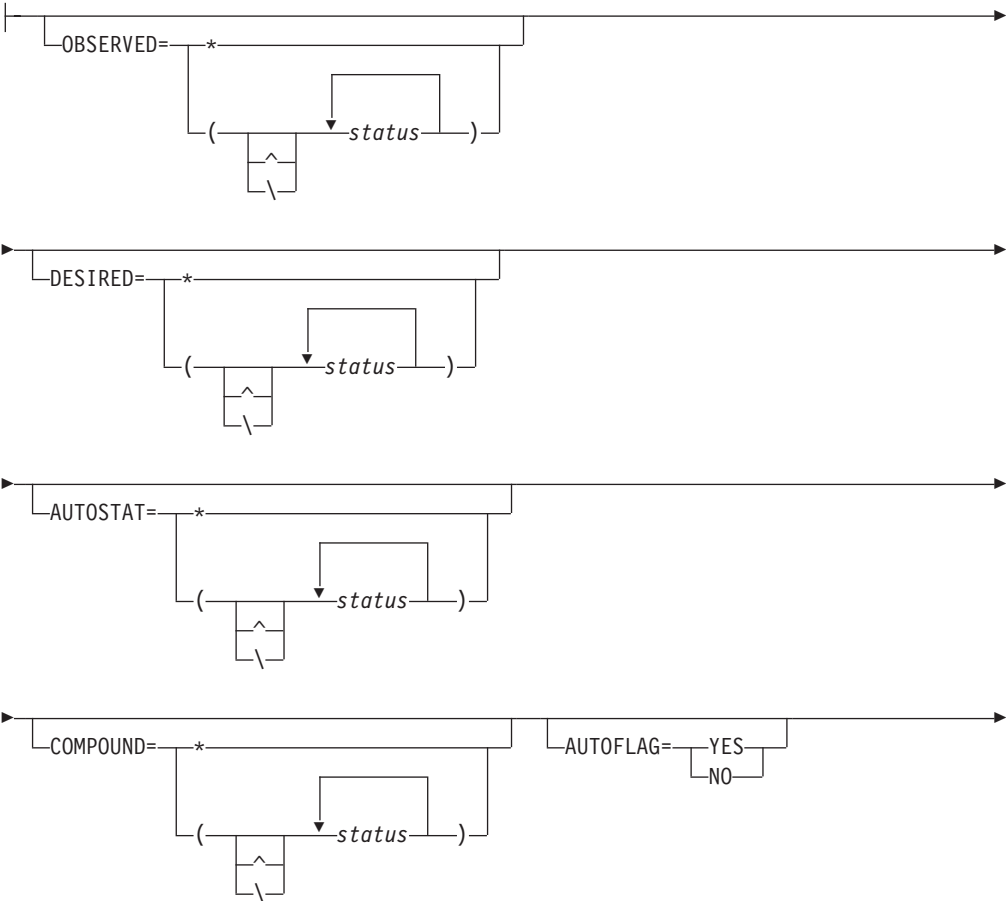 OBSERVED= *
( status )
^
\
DESIRED= *
( status )
^
\
AUTOSTAT= *
( status )
^
\
COMPOUND= * AUTOFLAG= YES
NO
( status )
^
\